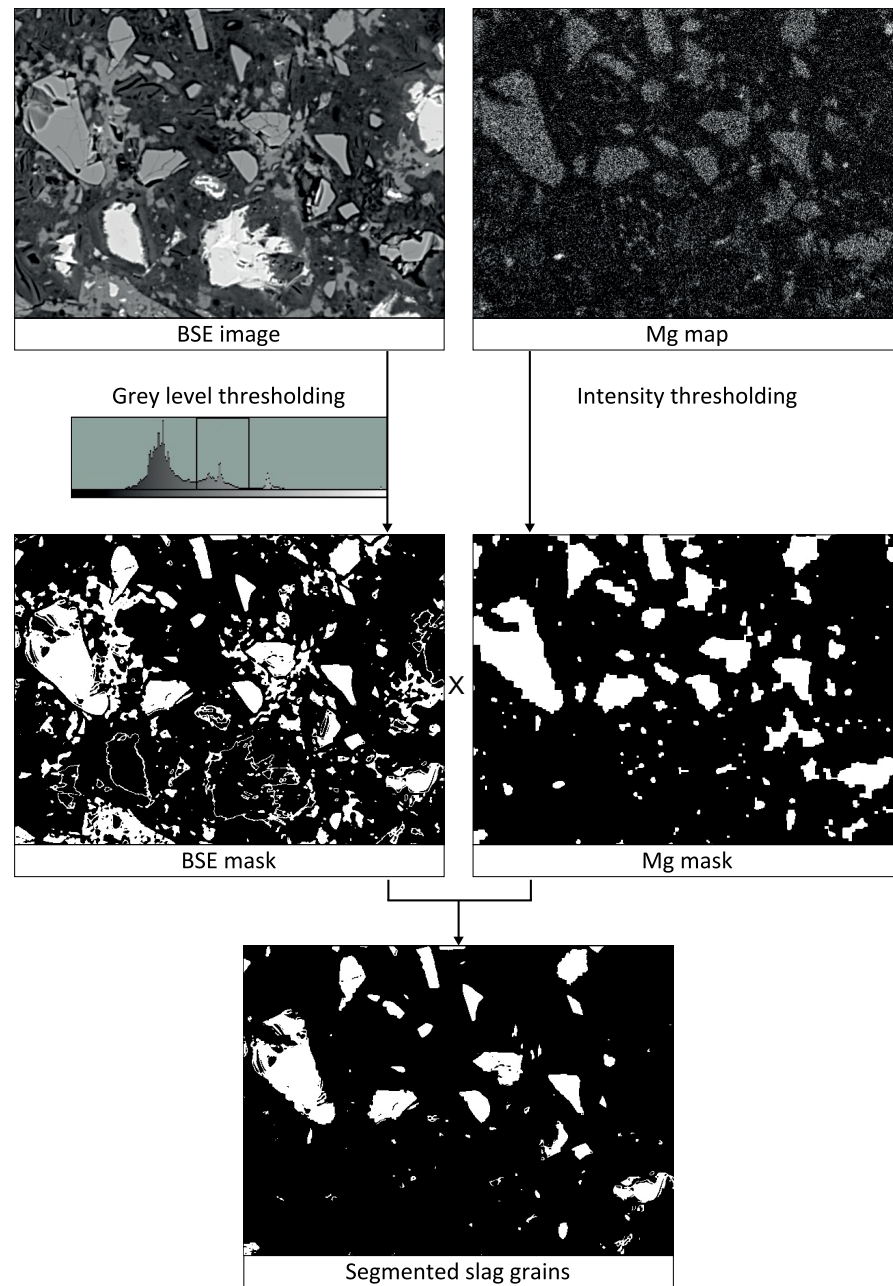 BSE image
Mg map
Grey level thresholding
Intensity thresholding
X
BSE mask
Mg mask
Segmented slag grains